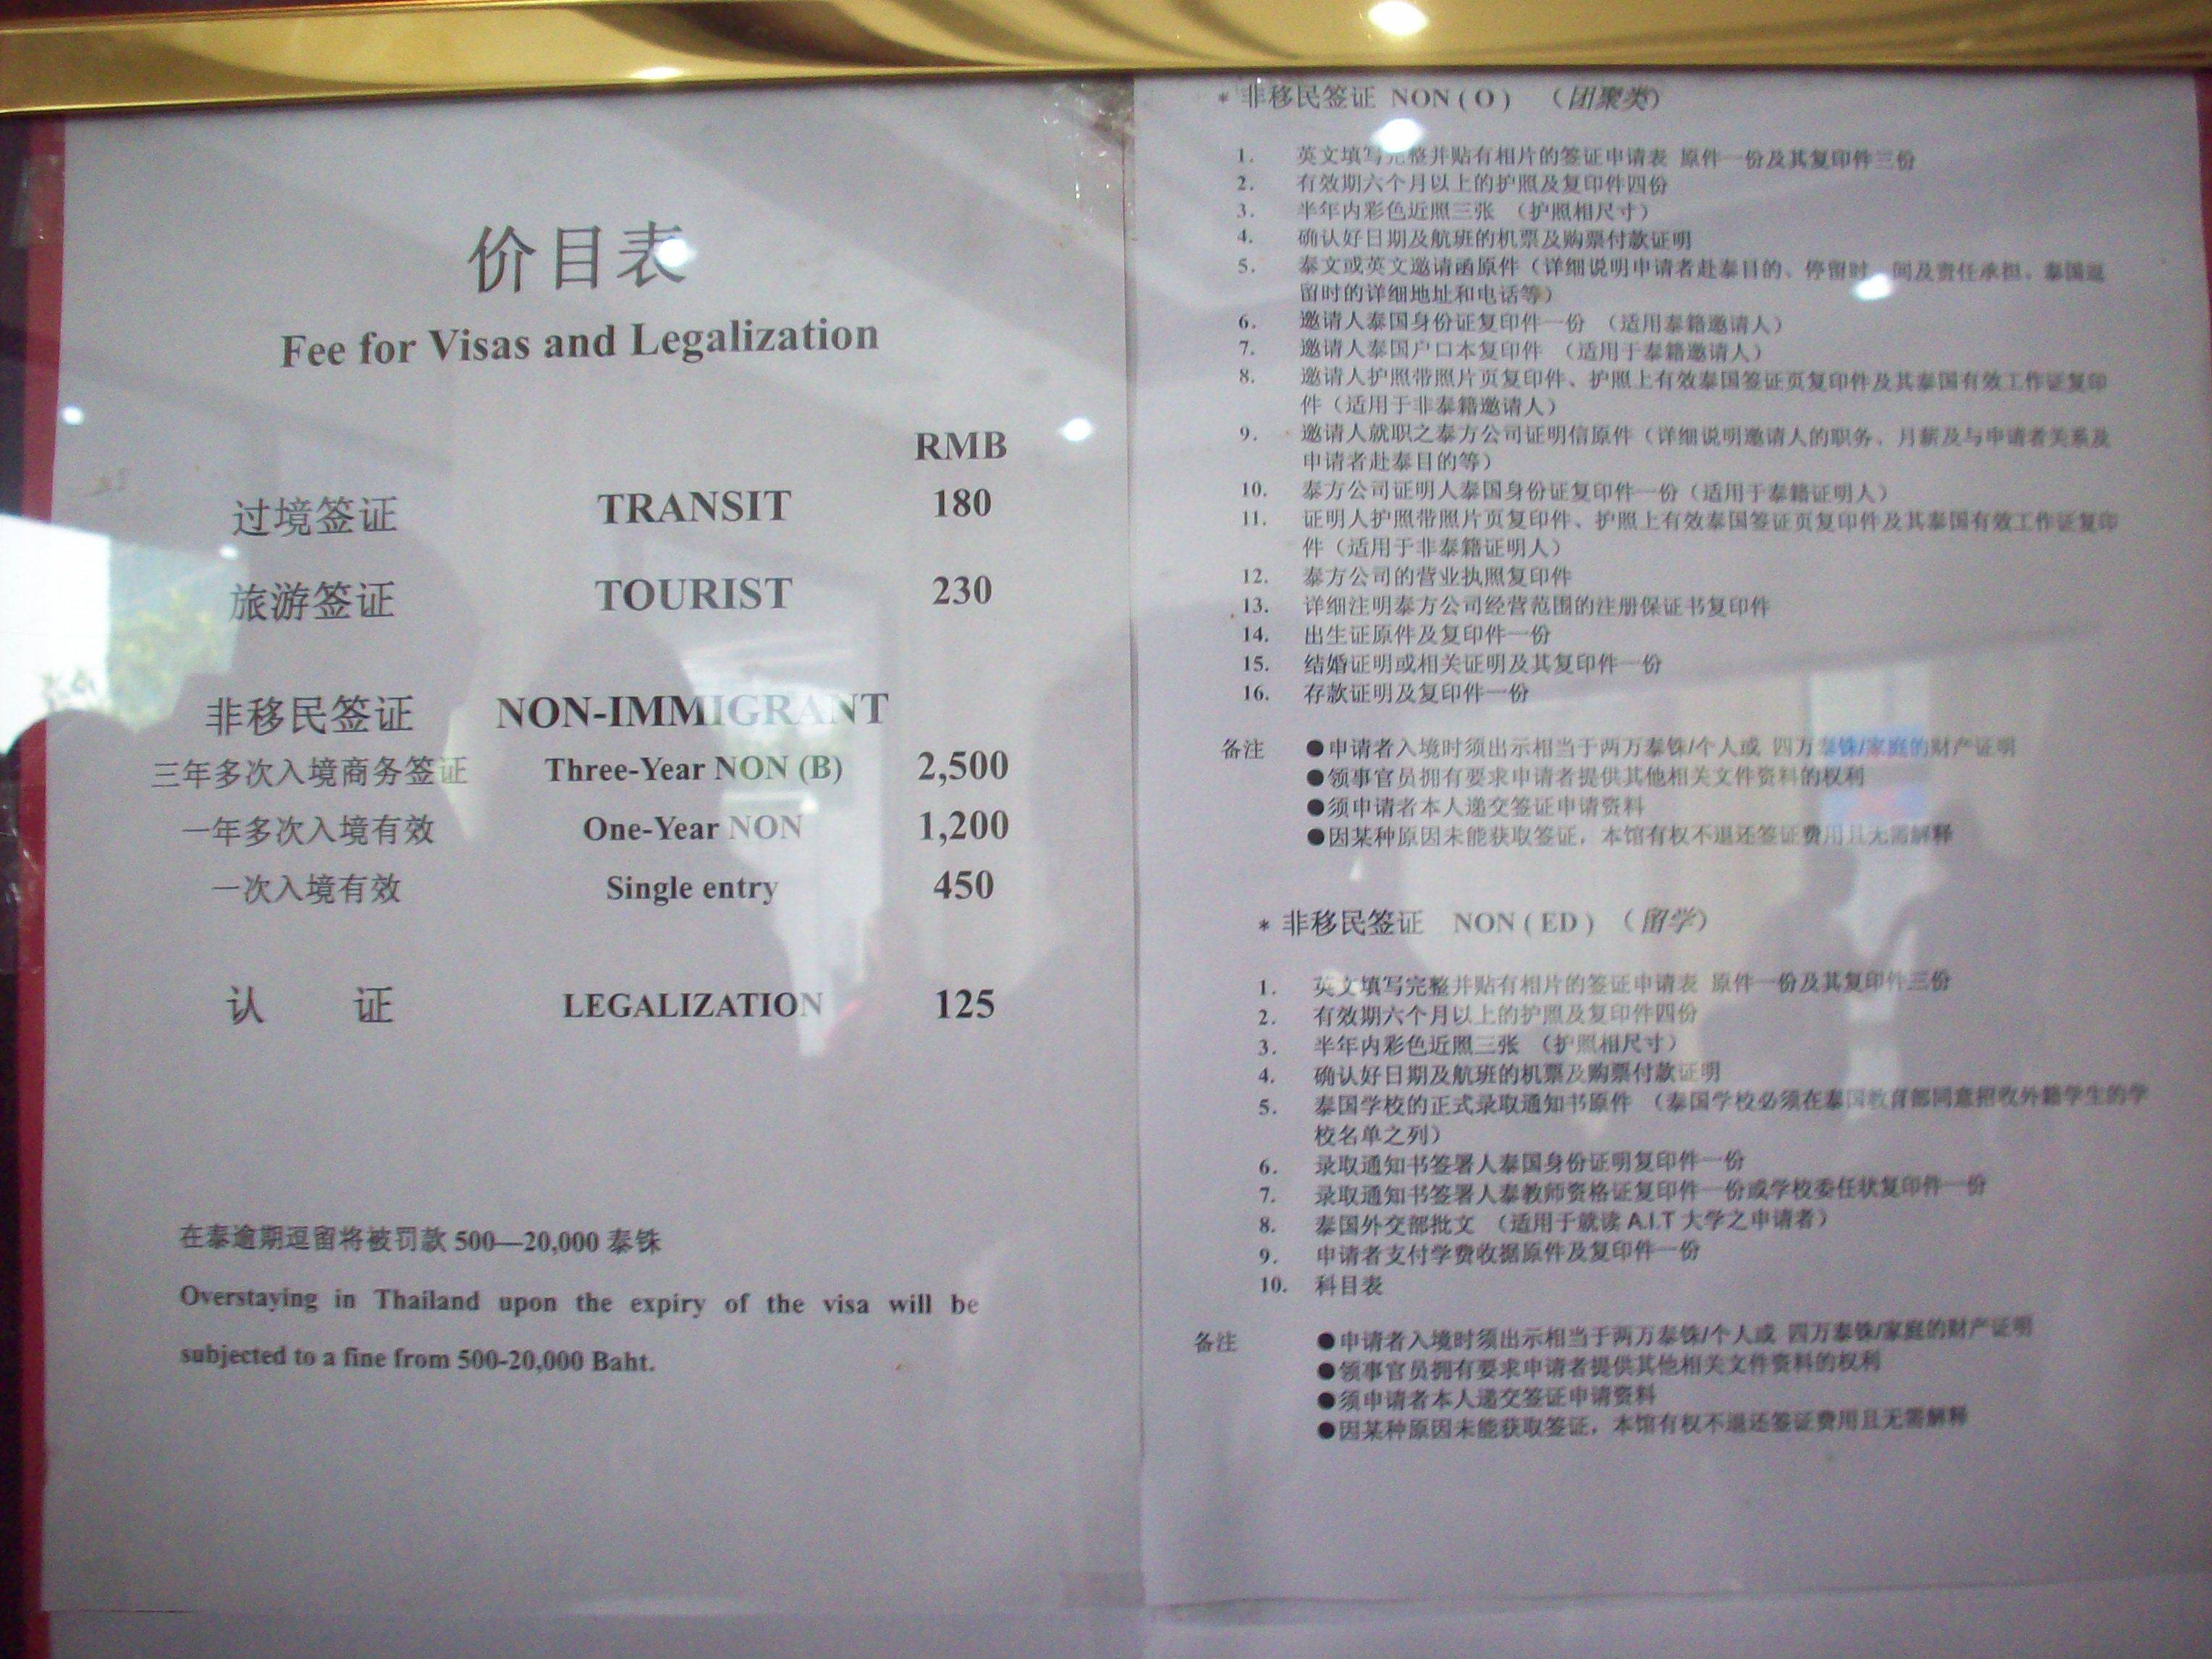 价目表
Fee for Visas and Legalization
RMB
过境签证 TRANSIT 180
旅游签证 TOURIST 230
非移民签证 NON-IMMIGRANT
三年多次入境商务签证 Three-Year NON (B) 2,500
一年多次入境有效 One-Year NON 1,200
一次入境有效 Single entry 450
认 证 LEGALIZATION 125
在泰逾期逗留将被罚款 500—20,000 泰铢
Overstaying in Thailand upon the expiry of the visa will be
subjected to a fine from 500-20,000 Baht.
* 非移民签证 NON ( O ) （团聚类）
1. 英文填写完整并贴有相片的签证申请表 原件一份及其复印件三份
2. 有效期六个月以上的护照及复印件四份
3. 半年内彩色近照三张 （护照相尺寸）
4. 确认好日期及航班的机票及购票付款证明
5. 泰文或英文邀请函原件（详细说明申请者赴泰目的、停留时 间及责任承担。泰国逗
留时的详细地址和电话等）
6. 邀请人泰国身份证复印件一份 （适用泰籍邀请人）
7. 邀请人泰国户口本复印件 （适用于泰籍邀请人）
8. 邀请人护照带照片页复印件、护照上有效泰国签证页复印件及其泰国有效工作证复印
件（适用于非泰籍邀请人）
9. 邀请人就职之泰方公司证明信原件（详细说明邀请人的职务、月薪及与申请者关系及
申请者赴泰目的等）
10. 泰方公司证明人泰国身份证复印件一份（适用于泰籍证明人）
11. 证明人护照带照片页复印件、护照上有效泰国签证页复印件及其泰国有效工作证复印
件（适用于非泰籍证明人）
12. 泰方公司的营业执照复印件
13. 详细注明泰方公司经营范围的注册保证书复印件
14. 出生证原件及复印件一份
15. 结婚证明或相关证明及其复印件一份
16. 存款证明及复印件一份
备注 ●申请者入境时须出示相当于两万泰铢/个人或 四万泰铢/家庭的财产证明
●领事官员拥有要求申请者提供其他相关文件资料的权利
●须申请者本人递交签证申请资料
●因某种原因未能获取签证，本馆有权不退还签证费用且无需解释
* 非移民签证 NON ( ED ) （留学）
1. 英文填写完整并贴有相片的签证申请表 原件一份及其复印件三份
2. 有效期六个月以上的护照及复印件四份
3. 半年内彩色近照三张 （护照相尺寸）
4. 确认好日期及航班的机票及购票付款证明
5. 泰国学校的正式录取通知书原件 （泰国学校必须在泰国教育部同意招收外籍学生的学
校名单之列）
6. 录取通知书签署人泰国身份证明复印件一份
7. 录取通知书签署人泰教师资格证复印件一份或学校委任状复印件一份
8. 泰国外交部批文 （适用于就读 A.I.T 大学之申请者）
9. 申请者支付学费收据原件及复印件一份
10. 科目表
备注 ●申请者入境时须出示相当于两万泰铢/个人或 四万泰铢/家庭的财产证明
●领事官员拥有要求申请者提供其他相关文件资料的权利
●须申请者本人递交签证申请资料
●因某种原因未能获取签证，本馆有权不退还签证费用且无需解释